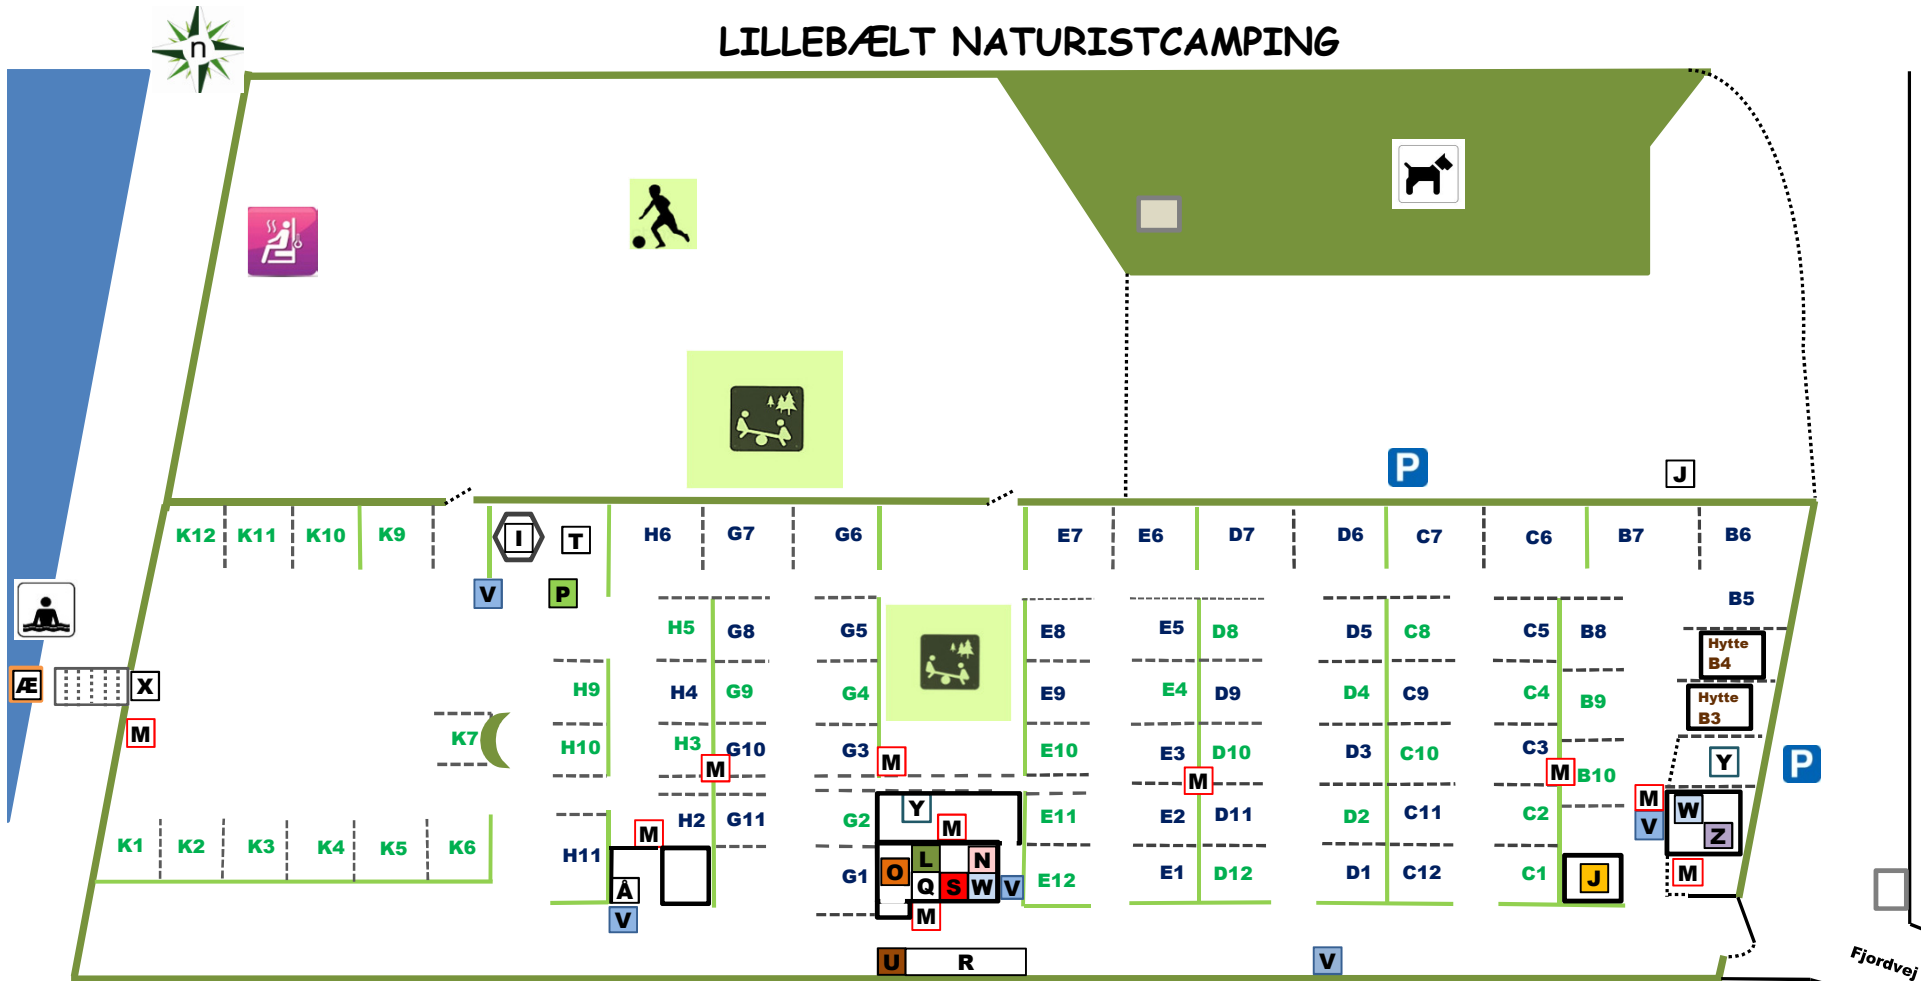 n
LILLEBÆLT NATURISTCAMPING
P
J
K12 K11 K10 K9 I T H6 G7 G6 E7 E6 D7 D6 C7 C6 B7 B6
V P B5
H5 G8 G5 E8 E5 D8 D5 C8 C5 B8
Hytte
B4
Æ X H9 H4 G9 G4 E9 E4 D9 D4 C9 C4 B9
Hytte
B3
M K7 H10 H3 G10 G3 M E10 E3 D10 D3 C10 C3
M M M B10 Y P
K1 K2 K3 K4 K5 K6 H11 M H2 G11 G2 Y M E11 E2 D11 D2 C11 C2 M V W Z
Å G1 O L N Q S W V E12 E1 D12 D1 C12 C1 J M
V M
U R V
Fjordvej